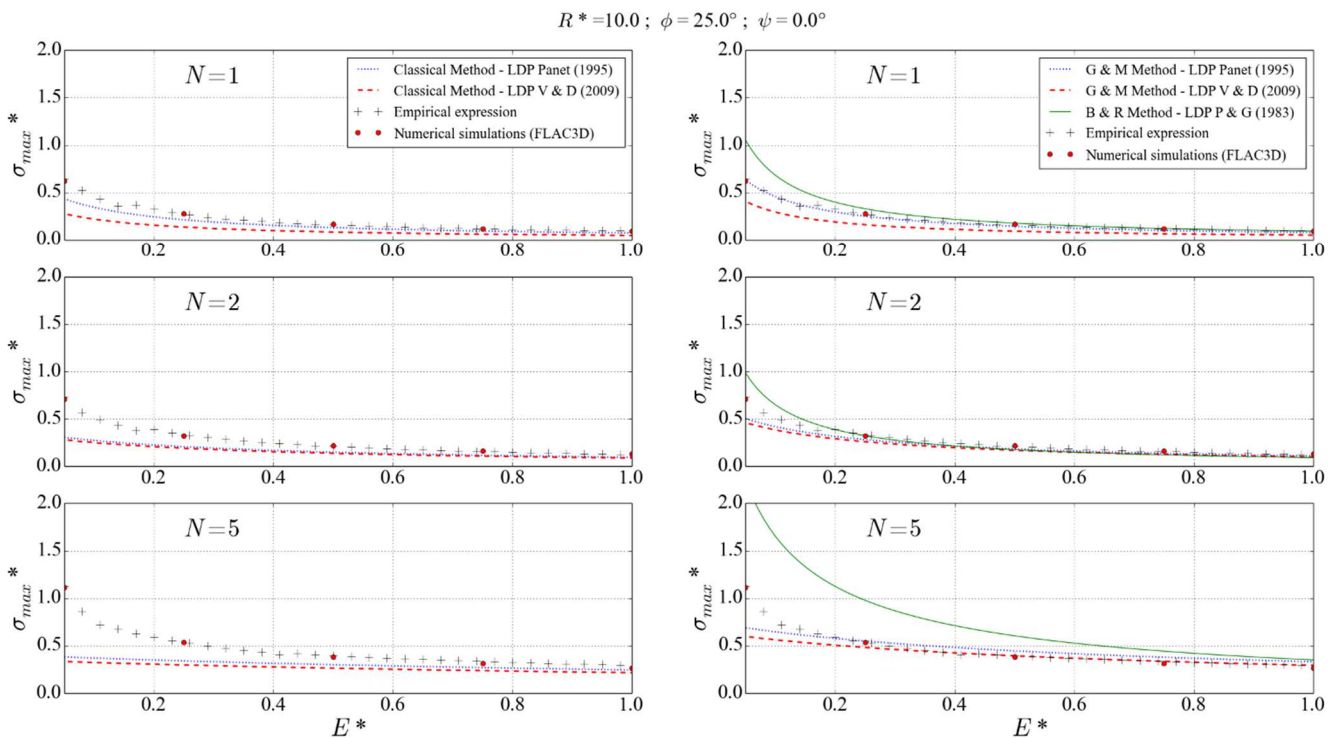 R * =10.0 ; ϕ = 25.0° ; ψ = 0.0°
2.0
1.5
1.0
0.5
0.0
σmax*
N=1
Classical Method - LDP Panet (1995)
Classical Method - LDP V & D (2009)
Empirical expression
Numerical simulations (FLAC3D)
0.2 0.4 0.6 0.8 1.0
2.0
1.5
1.0
0.5
0.0
σmax*
N=1
G & M Method - LDP Panet (1995)
G & M Method - LDP V & D (2009)
B & R Method - LDP P & G (1983)
Empirical expression
Numerical simulations (FLAC3D)
0.2 0.4 0.6 0.8 1.0
2.0
1.5
1.0
0.5
0.0
σmax*
N=2
0.2 0.4 0.6 0.8 1.0
2.0
1.5
1.0
0.5
0.0
σmax*
N=2
0.2 0.4 0.6 0.8 1.0
2.0
1.5
1.0
0.5
0.0
σmax*
N=5
0.2 0.4 0.6 0.8 1.0
E *
2.0
1.5
1.0
0.5
0.0
σmax*
N=5
0.2 0.4 0.6 0.8 1.0
E *